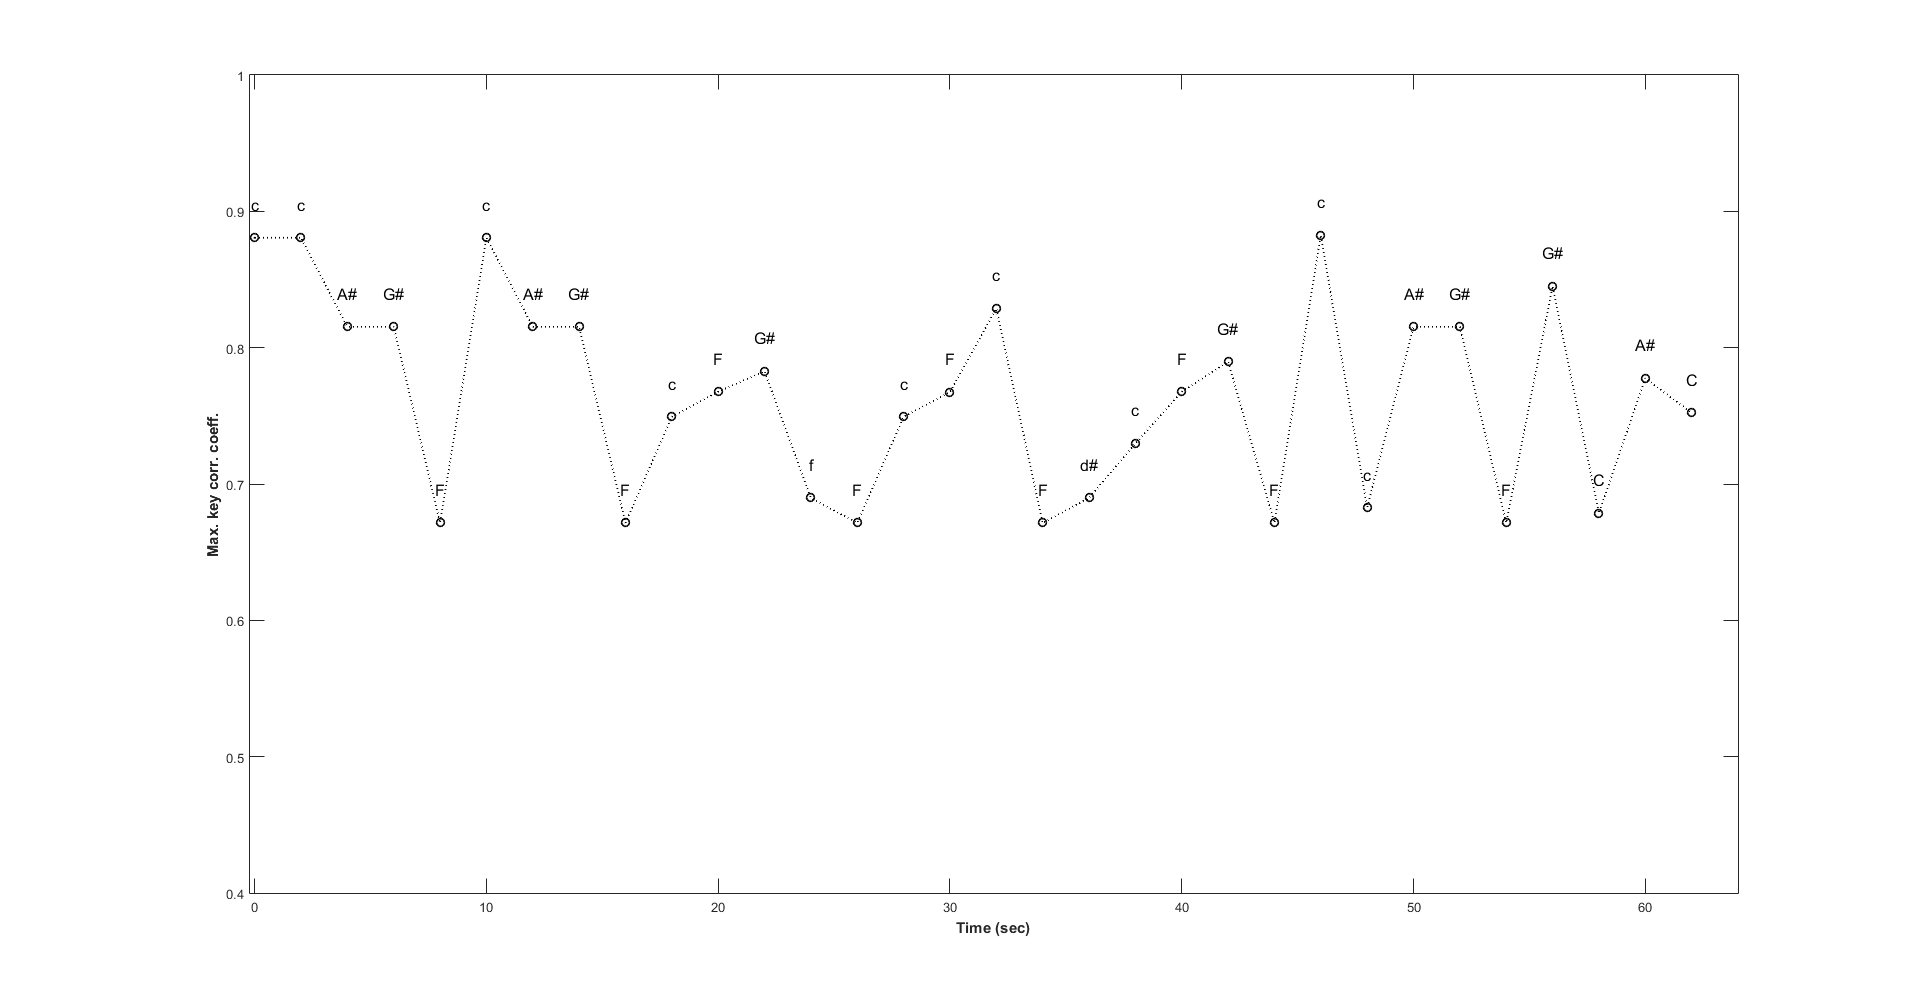 1
0.9
0.8
0.7
0.6
0.5
0.4
Max. key corr. coeff.
c c A# G# F c A# G# F c F G# f F c F c F d# c F G# F c c A# G# F G# C A# C
0 10 20 30 40 50 60
Time (sec)